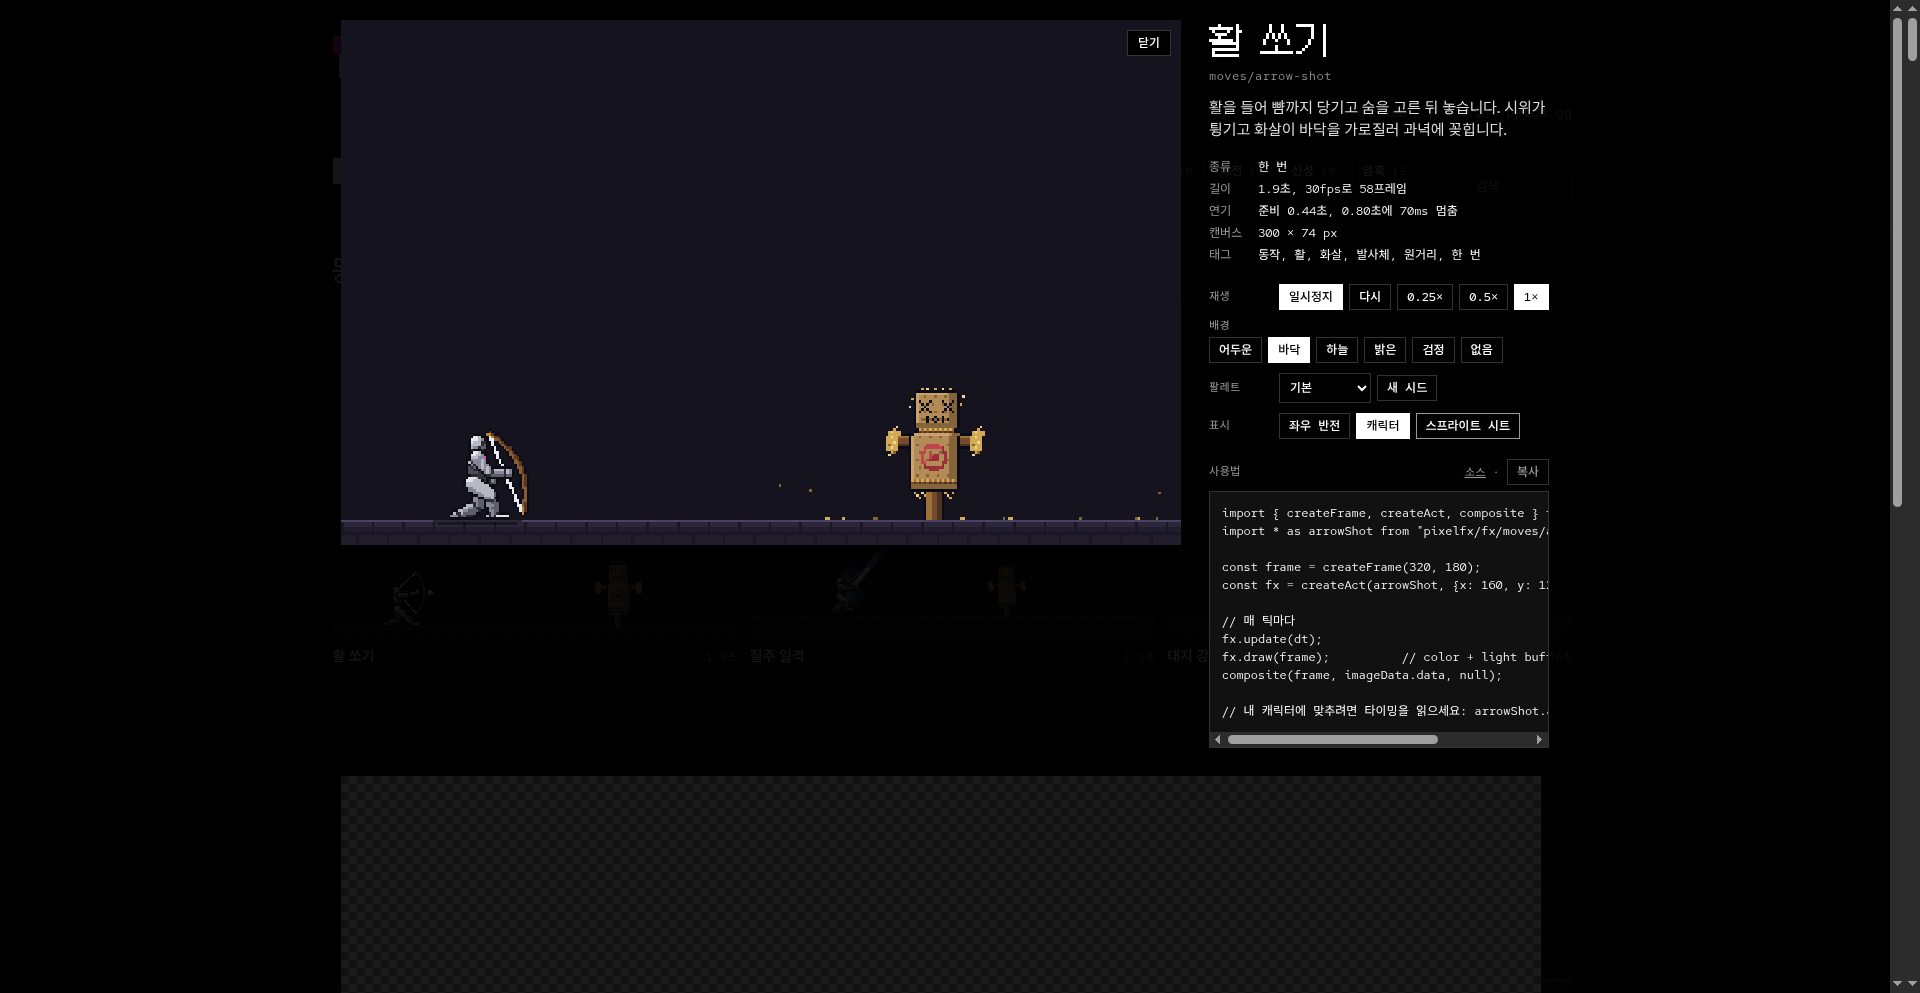 닫기
활 쏘기
moves/arrow-shot
활을 들어 뺨까지 당기고 숨을 고른 뒤 놓습니다. 시위가
튕기고 화살이 바닥을 가로질러 과녁에 꽂힙니다.
종류 한 번
길이 1.9초, 30fps로 58프레임
연기 준비 0.44초, 0.80초에 70ms 멈춤
캔버스 300 × 74 px
태그 동작, 활, 화살, 발사체, 원거리, 한 번
재생 일시정지 다시 0.25× 0.5× 1×
배경
어두운 바닥 하늘 밝은 검정 없음
팔레트 기본 새 시드
표시 좌우 반전 캐릭터 스프라이트 시트
사용법 소스 · 복사
import { createFrame, createAct, composite }
import * as arrowShot from "pixelfx/fx/moves/
const frame = createFrame(320, 180);
const fx = createAct(arrowShot, {x: 160, y: 12
// 매 틱마다
fx.update(dt);
fx.draw(frame); // color + light buf
composite(frame, imageData.data, null);
// 내 캐릭터에 맞추려면 타이밍을 읽으세요: arrowShot.
활 쏘기 1.9초 질주 일격 2.2초 대지 강